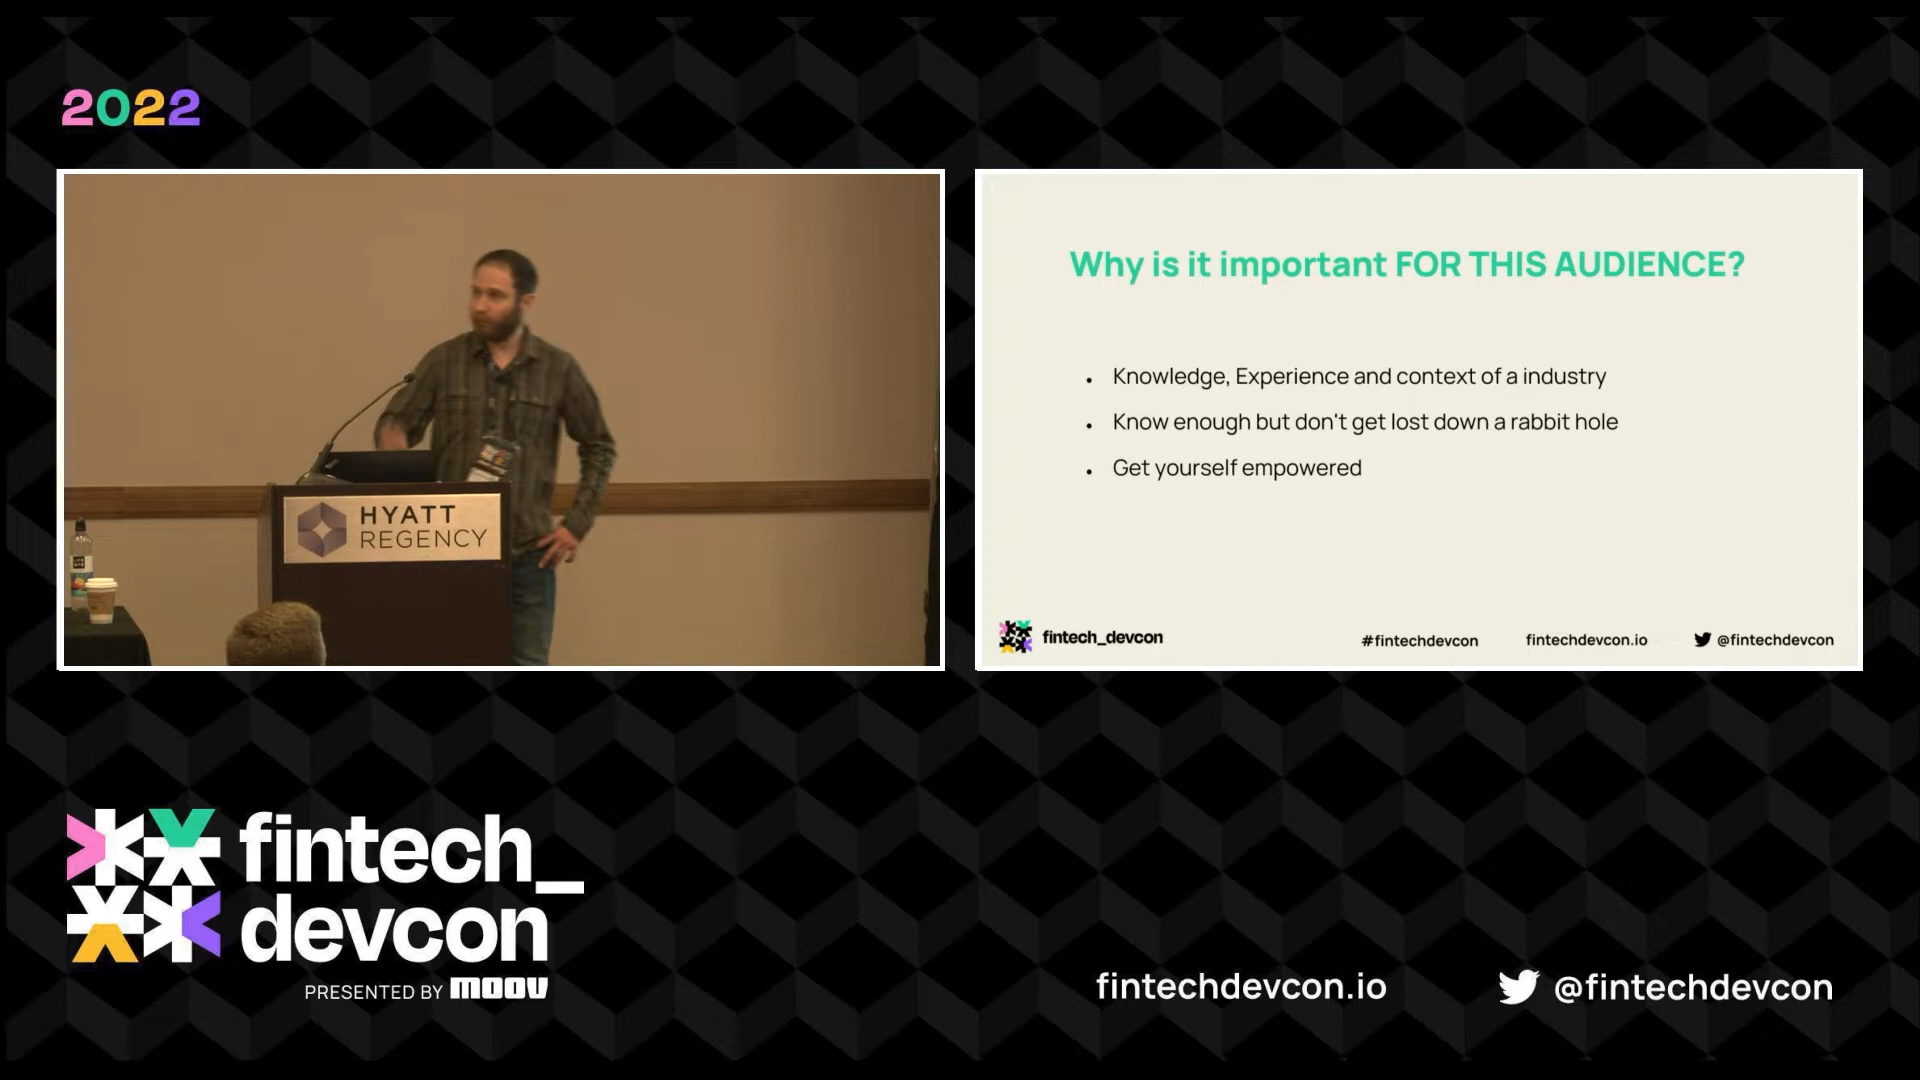 2022
HYATT
REGENCY
Why is it important FOR THIS AUDIENCE?
• Knowledge, Experience and context of a industry
• Know enough but don't get lost down a rabbit hole
• Get yourself empowered
fintech_devcon
#fintechdevcon
fintechdevcon.io
@fintechdevcon
fintech_
devcon
PRESENTED BY moov
fintechdevcon.io
@fintechdevcon